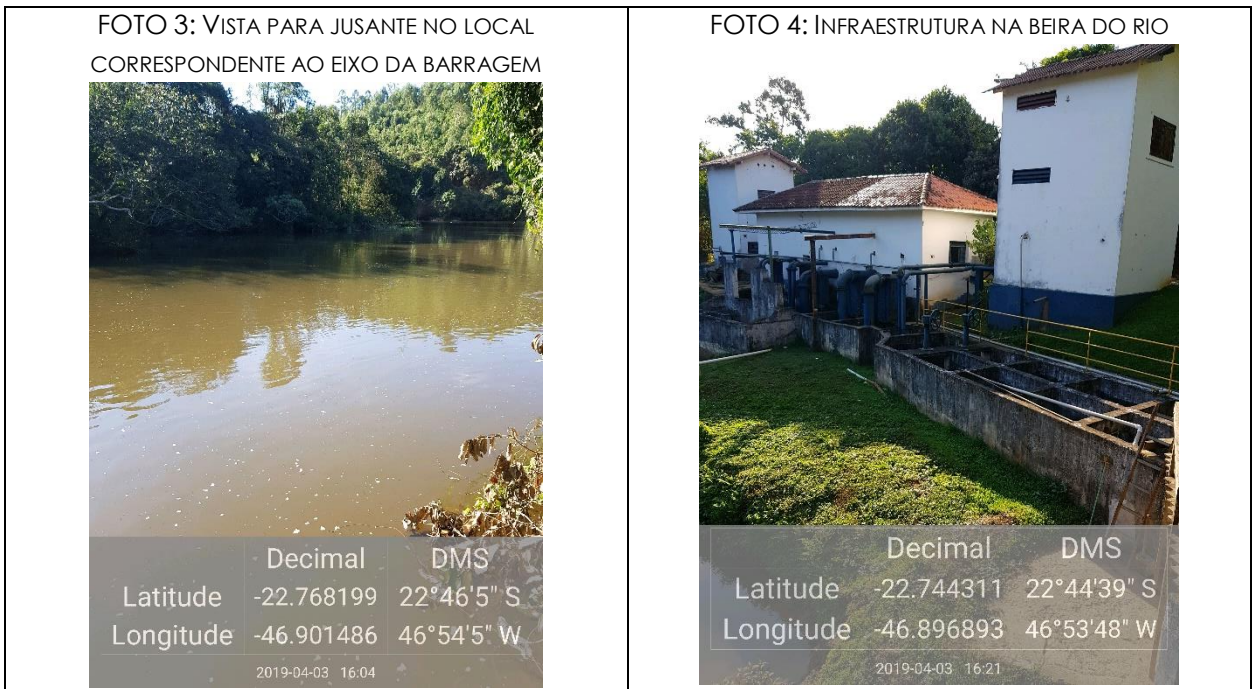 FOTO 3: VISTA PARA JUSANTE NO LOCAL
CORRESPONDENTE AO EIXO DA BARRAGEM
Decimal DMS
Latitude -22.768199 22°46'5" S
Longitude -46.901486 46°54'5" W
2019-04-03 16:04
FOTO 4: INFRAESTRUTURA NA BEIRA DO RIO
Decimal DMS
Latitude -22.744311 22°44'39" S
Longitude -46.896893 46°53'48" W
2019-04-03 16:21